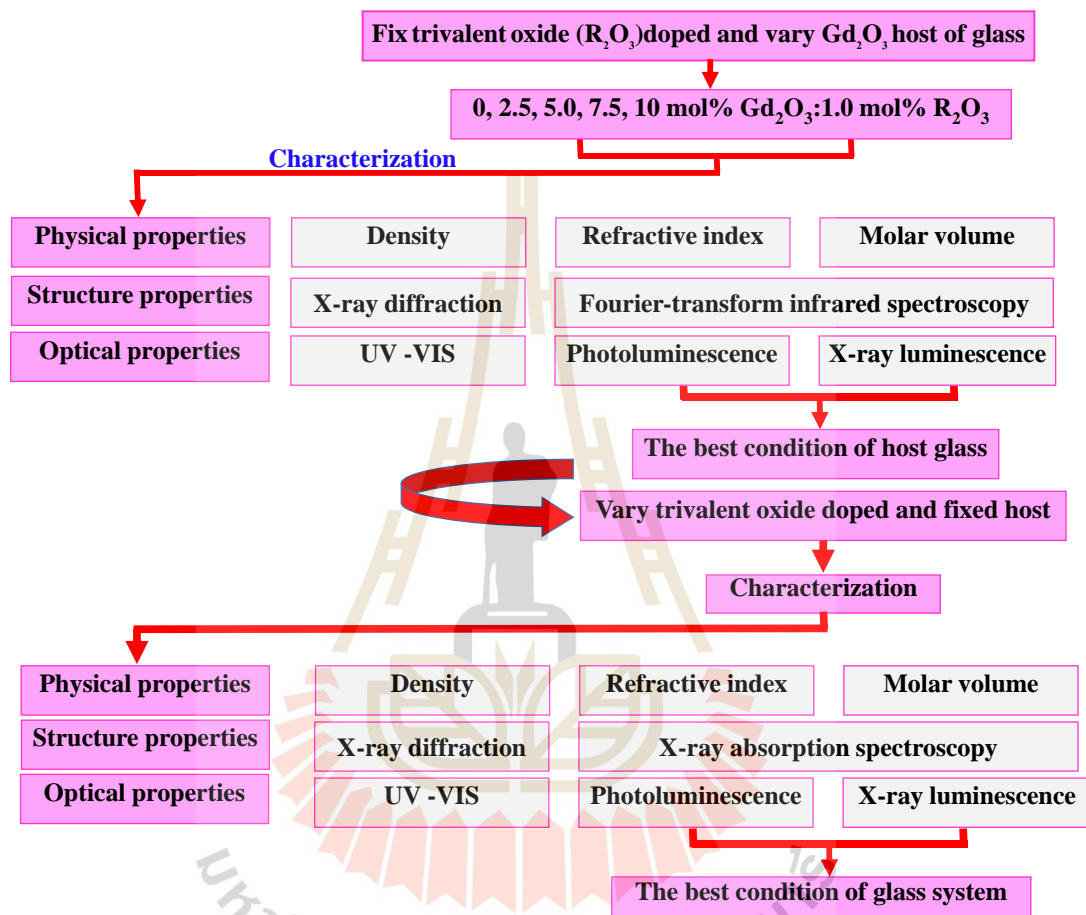 Fix trivalent oxide (R₂O₃)doped and vary Gd₂O₃ host of glass
0, 2.5, 5.0, 7.5, 10 mol% Gd₂O₃:1.0 mol% R₂O₃
Characterization
Physical properties Density Refractive index Molar volume
Structure properties X-ray diffraction Fourier-transform infrared spectroscopy
Optical properties UV -VIS Photoluminescence X-ray luminescence
The best condition of host glass
Vary trivalent oxide doped and fixed host
Characterization
Physical properties Density Refractive index Molar volume
Structure properties X-ray diffraction X-ray absorption spectroscopy
Optical properties UV -VIS Photoluminescence X-ray luminescence
The best condition of glass system